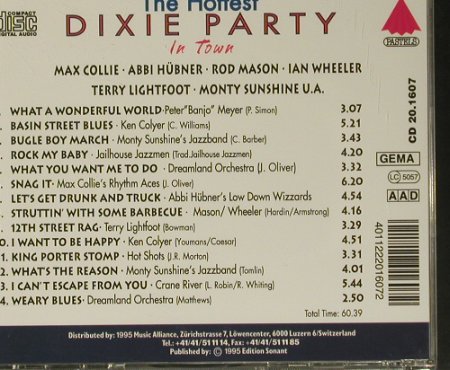 The Hottest
DIXIE PARTY
In Town
COMPACT
DISC
DIGITAL AUDIO
PASTELS
MAX COLLIE · ABBI HÜBNER · ROD MASON · IAN WHEELER
TERRY LIGHTFOOT · MONTY SUNSHINE U.A.
. WHAT A WONDERFUL WORLD-Peter"Banjo" Meyer (P. Simon) 3.07
. BASIN STREET BLUES · Ken Colyer (C. Williams) 5.21
. BUGLE BOY MARCH · Monty Sunshine's Jazzband (C. Barber) 3.43
. ROCK MY BABY · Jailhouse Jazzmen (Trad.Jailhouse Jazzmen) 4.20
. WHAT YOU WANT ME TO DO · Dreamland Orchestra (J. Oliver) 3.32
. SNAG IT · Max Collie's Rhythm Aces (J. Oliver) 6.20
. LET'S GET DRUNK AND TRUCK · Abbi Hübner's Low Down Wizzards 4.54
. STRUTTIN' WITH SOME BARBECUE · Mason/ Wheeler (Hardin/Armstrong) 4.16
. 12TH STREET RAG · Terry Lightfoot (Bowman) 3.29
0. I WANT TO BE HAPPY · Ken Colyer (Youmans/Caesar) 4.51
1. KING PORTER STOMP · Hot Shots (J.R. Morton) 3.31
2. WHAT'S THE REASON · Monty Sunshine's Jazzband (Tomlin) 4.01
3. I CAN'T ESCAPE FROM YOU · Crane River (L. Robin/R. Whiting) 5.44
4. WEARY BLUES · Dreamland Orchestra (Matthews) 2.50
Total Time: 60.39
CD 20.1607
GEMA
LC 5057
AAD
4011222016072
Distributed by: 1995 Music Alliance, Zürichstrasse 7, Löwencenter, 6000 Luzern 6/Switzerland
Tel.: +41/41/51 11 14, Fax: +41/41/51 11 85
Published by: © 1995 Edition Sonant